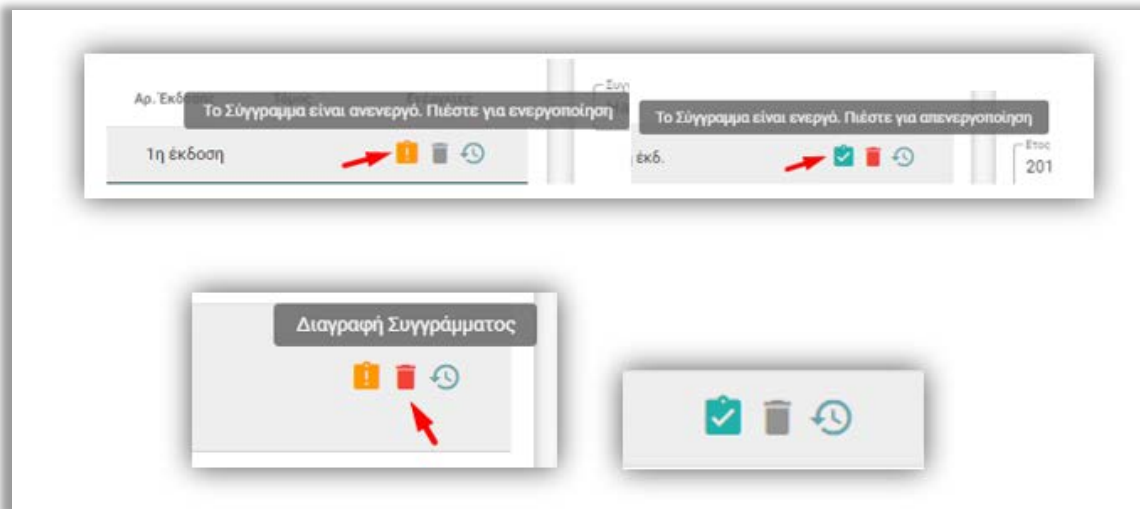 Αρ. Έκδοσης
Το Σύγγραμμα είναι ανενεργό. Πιέστε για ενεργοποίηση
1η έκδοση
Το Σύγγραμμα είναι ενεργό. Πιέστε για απενεργοποίηση
έκδ.
Έτος
201
Διαγραφή Συγγράμματος